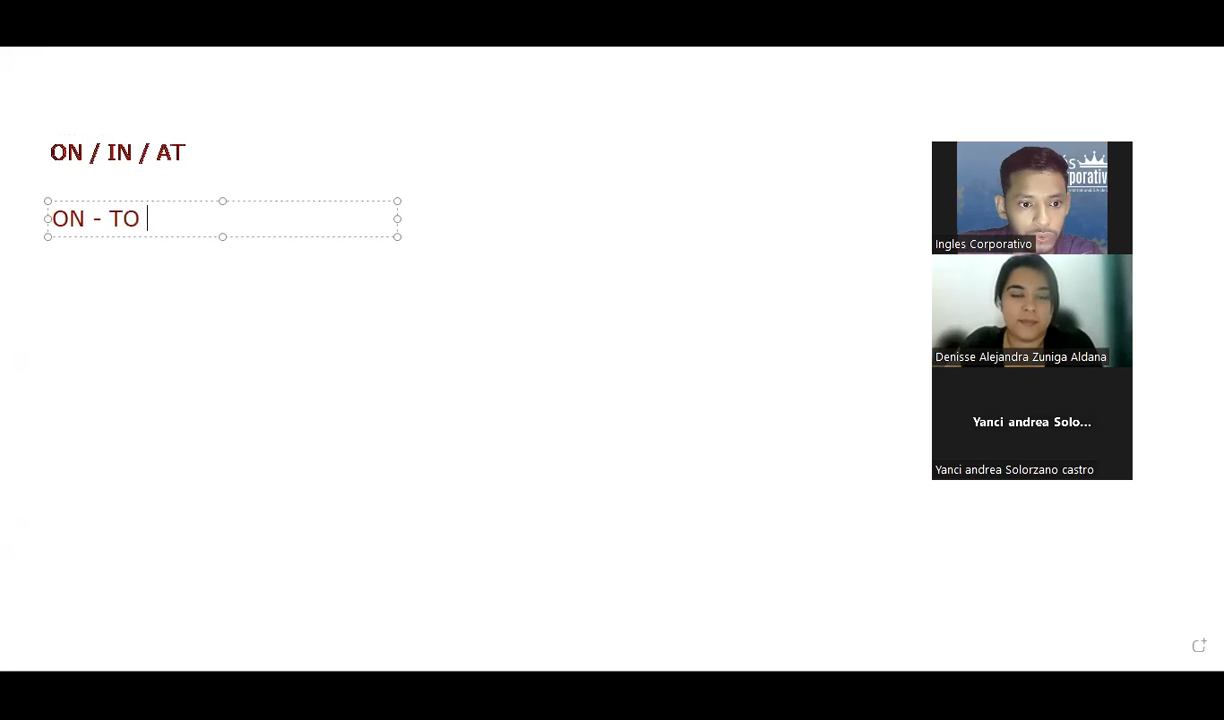 ON / IN / AT
ON - TO
Ingles Corporativo
Denisse Alejandra Zuniga Aldana
Yanci andrea Solo...
Yanci andrea Solorzano castro